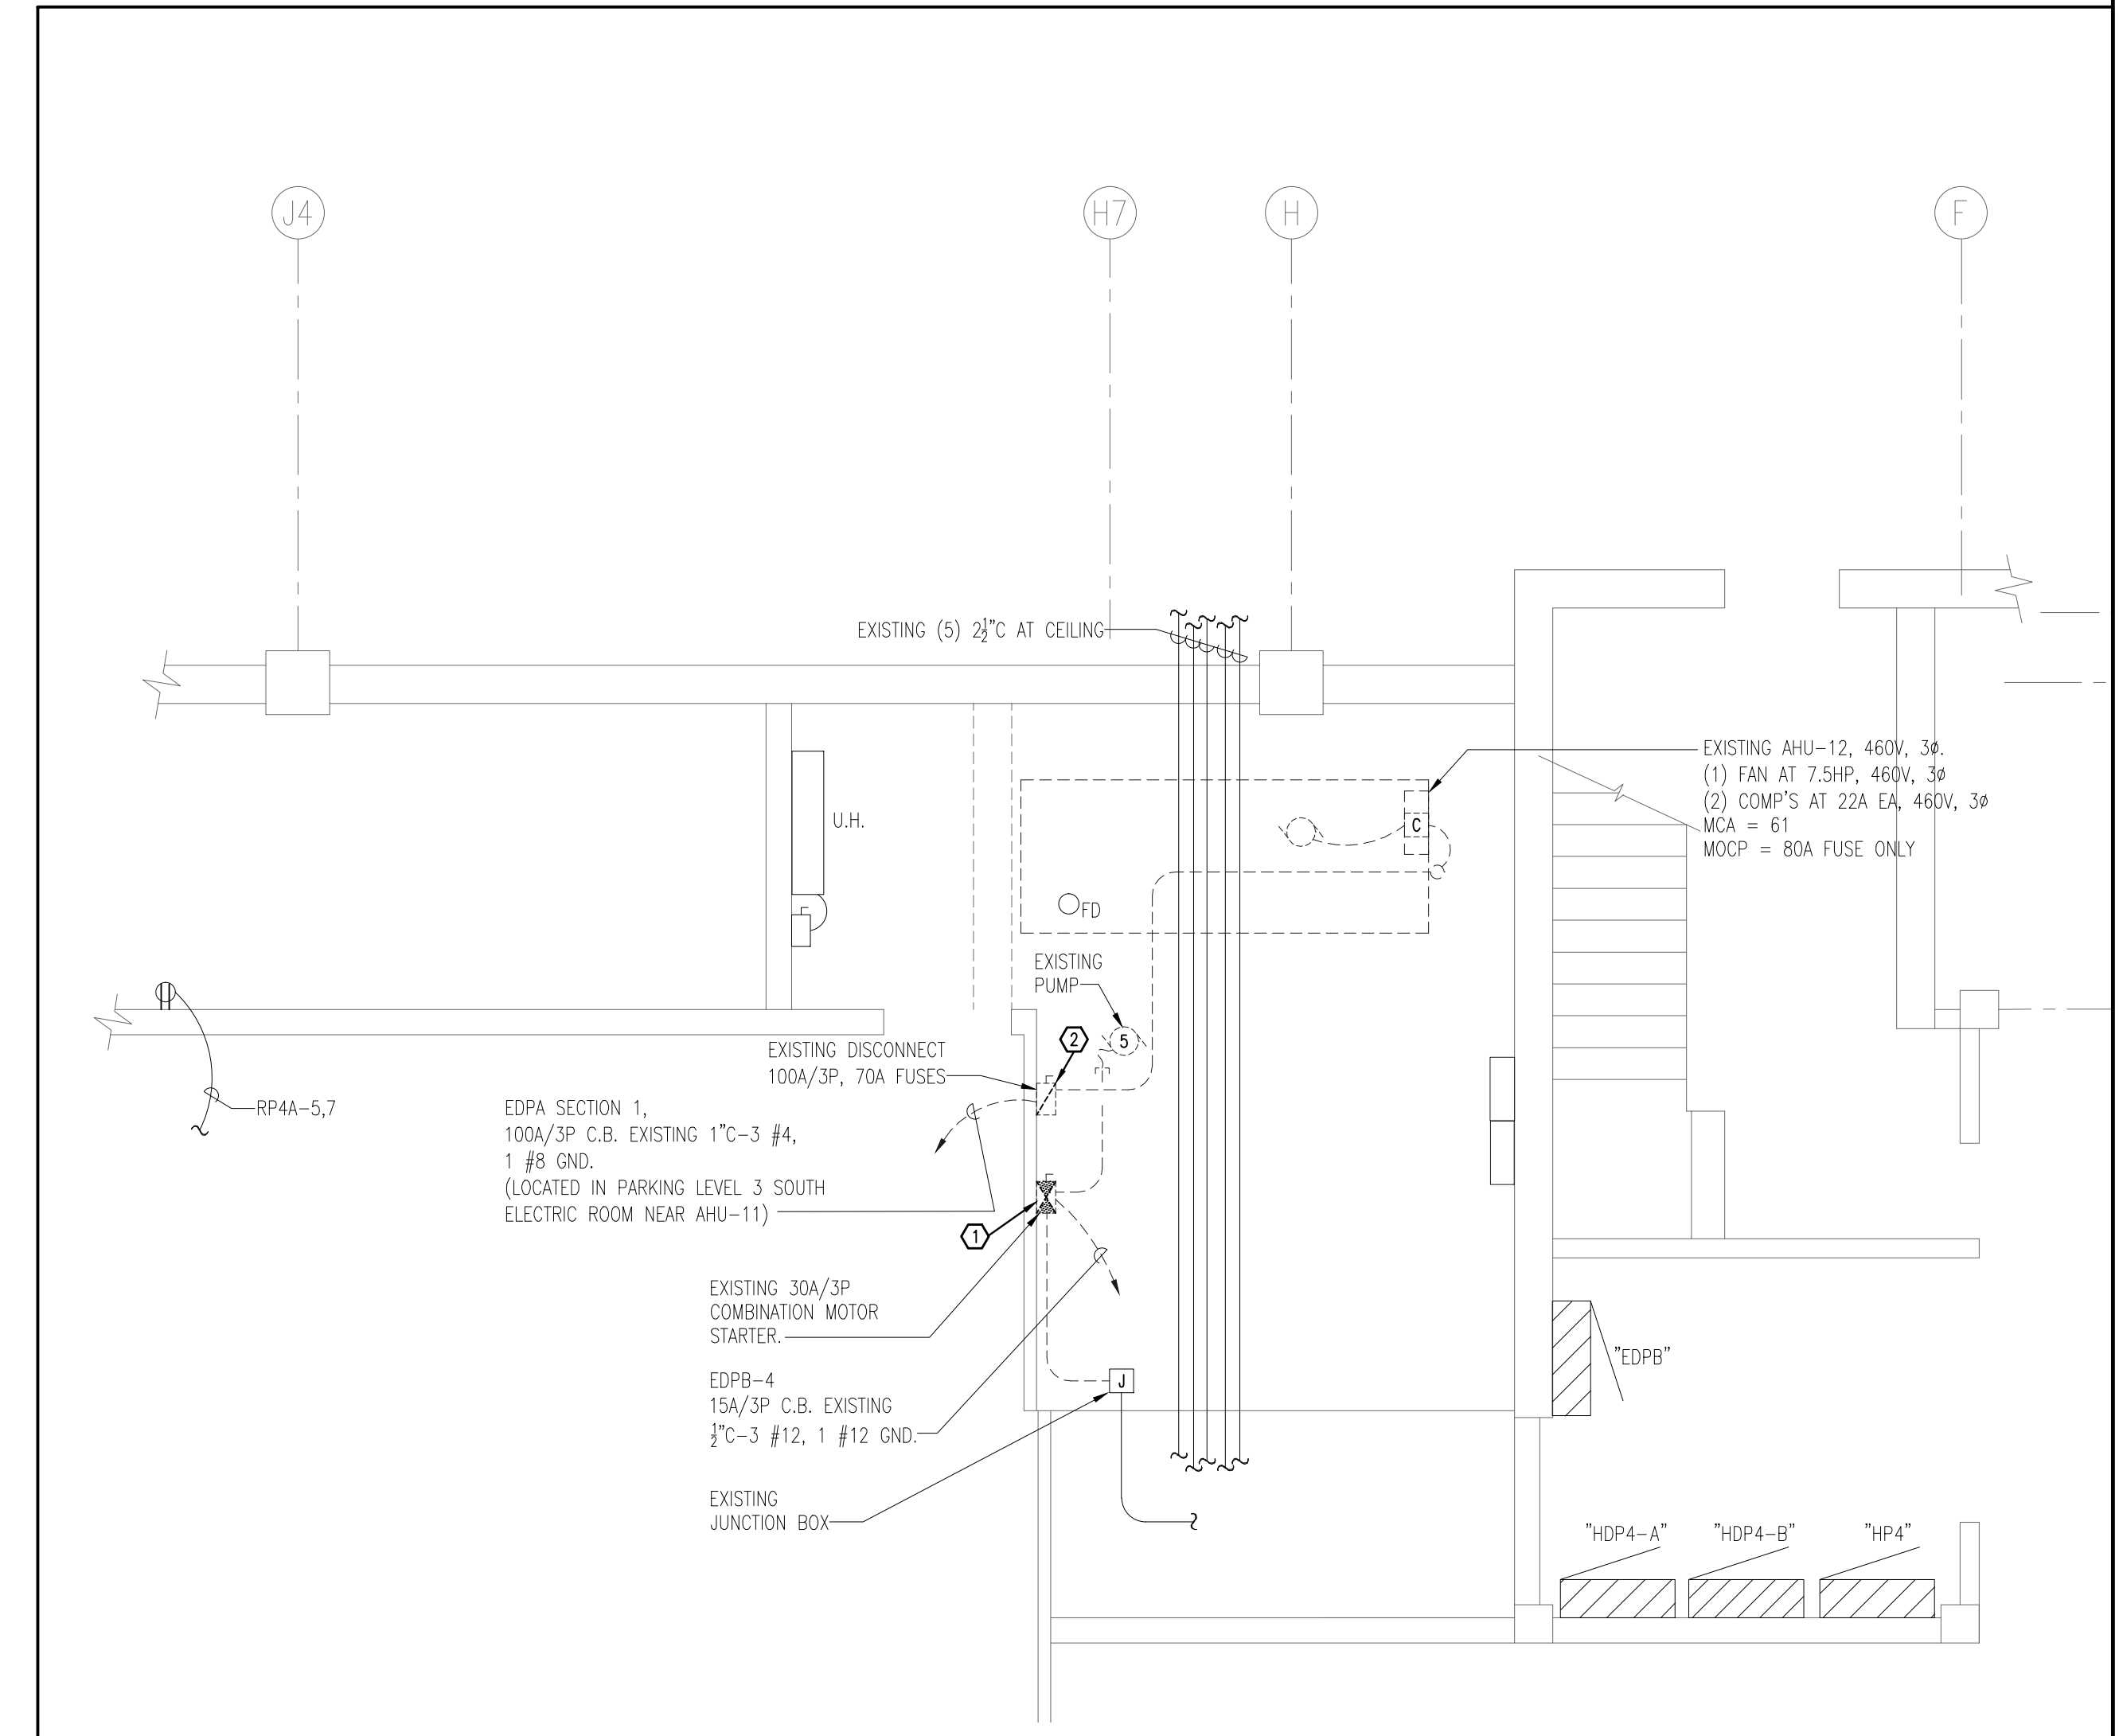 J4
H7
H
F
EXISTING (5) 2½"C AT CEILING
EXISTING AHU-12, 460V, 3ø.
(1) FAN AT 7.5HP, 460V, 3ø
(2) COMP'S AT 22A EA, 460V, 3ø
MCA = 61
MOCP = 80A FUSE ONLY
U.H.
C
FD
EXISTING
PUMP
5
2
EXISTING DISCONNECT
100A/3P, 70A FUSES
RP4A-5,7
EDPA SECTION 1,
100A/3P C.B. EXISTING 1"C-3 #4,
1 #8 GND.
(LOCATED IN PARKING LEVEL 3 SOUTH
ELECTRIC ROOM NEAR AHU-11)
1
EXISTING 30A/3P
COMBINATION MOTOR
STARTER.
"EDPB"
EDPB-4
15A/3P C.B. EXISTING
½"C-3 #12, 1 #12 GND.
J
EXISTING
JUNCTION BOX
"HDP4-A"
"HDP4-B"
"HP4"